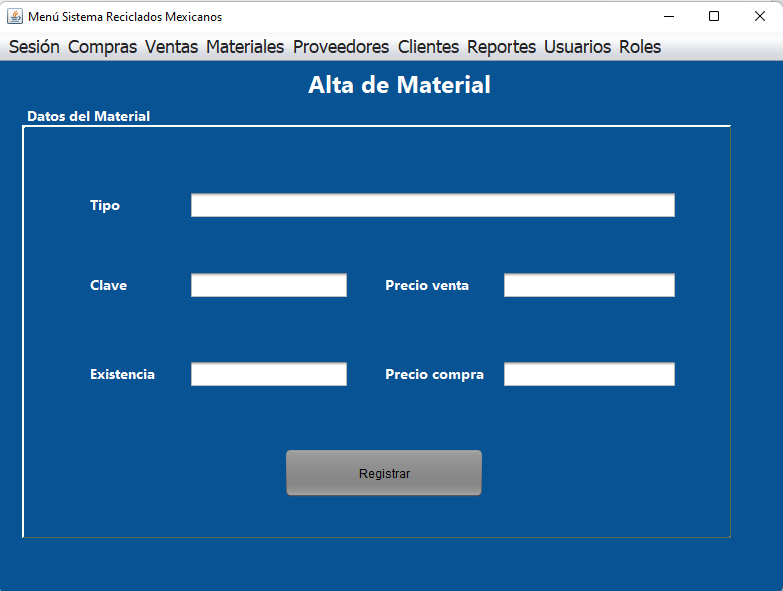 Menú Sistema Reciclados Mexicanos
Sesión Compras Ventas Materiales Proveedores Clientes Reportes Usuarios Roles
Alta de Material
Datos del Material
Tipo
Clave Precio venta
Existencia Precio compra
Registrar